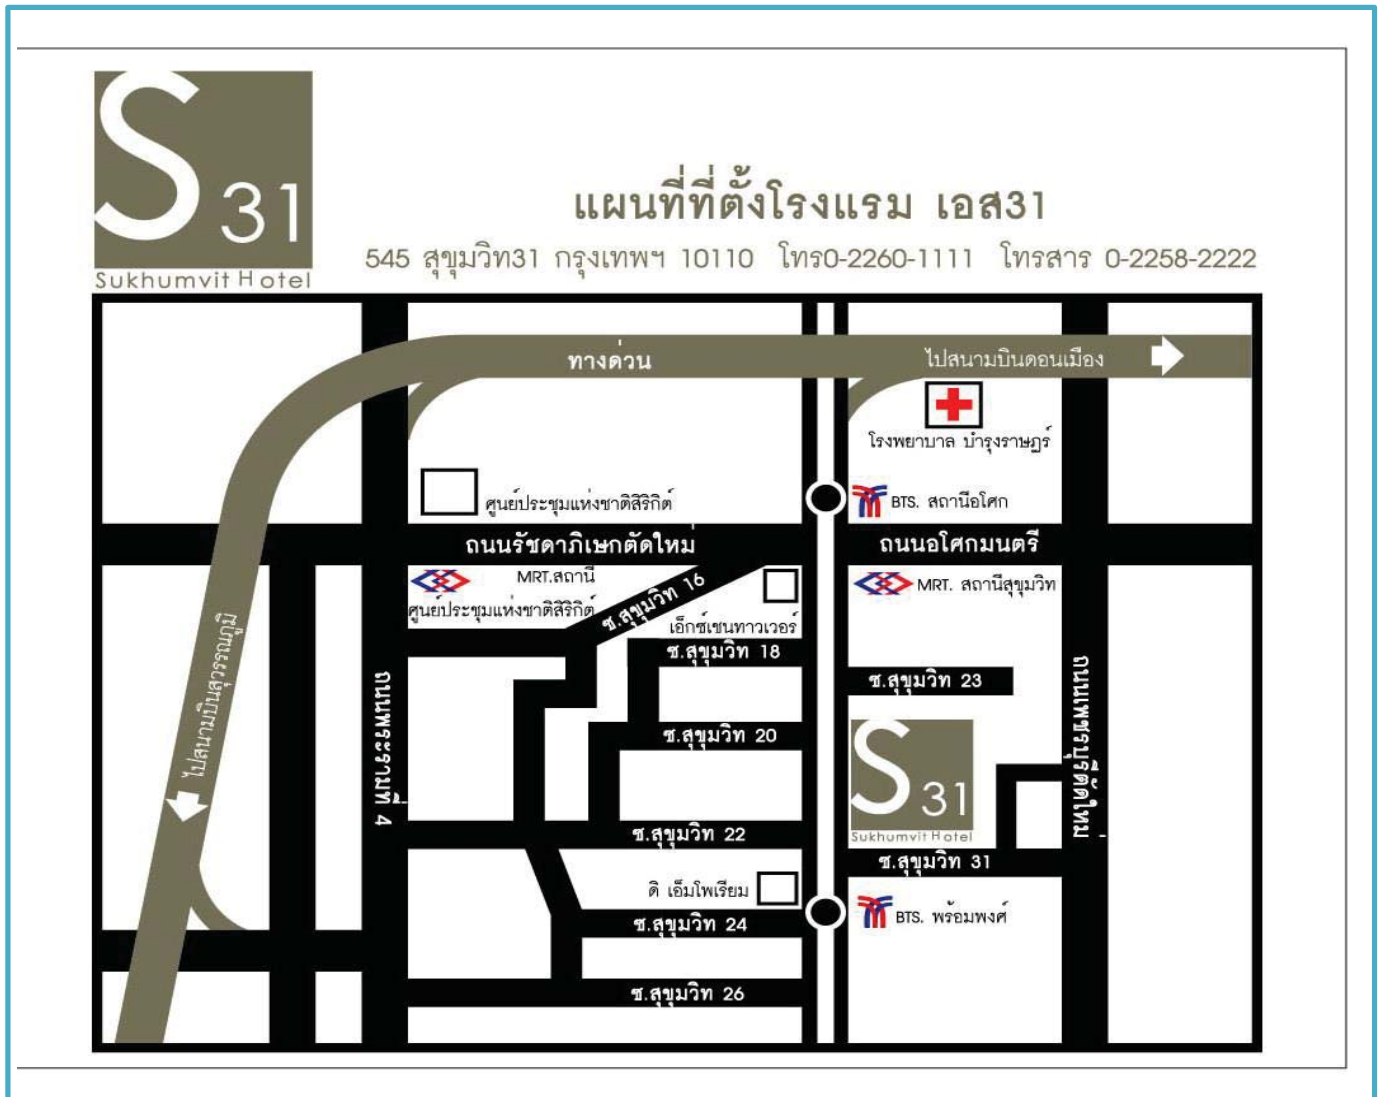 S 31
Sukhumvit Hotel
แผนที่ที่ตั้งโรงแรม เอส31
545 สุขุมวิท31 กรุงเทพฯ 10110 โทร0-2260-1111 โทรสาร 0-2258-2222
ทางด่วน
ไปสนามบินดอนเมือง
โรงพยาบาล บำรุงราษฎร์
ศูนย์ประชุมแห่งชาติสิริกิต์
BTS. สถานีอโศก
ถนนรัชดาภิเษกตัดใหม่
ถนนอโศกมนตรี
MRT.สถานี
ศูนย์ประชุมแห่งชาติสิริกิต์
ซ.สุขุมวิท 16
MRT. สถานีสุขุมวิท
เอ็กซ์เชนทาวเวอร์
ซ.สุขุมวิท 18
ซ.สุขุมวิท 23
ไปสนามบินสุวรรณภูมิ
ถนนพระรามที่ 4
ถนนเพชรบุรีตัดใหม่
ซ.สุขุมวิท 20
S 31
Sukhumvit Hotel
ซ.สุขุมวิท 22
ซ.สุขุมวิท 31
ดิ เอ็มโพเรียม
BTS. พร้อมพงศ์
ซ.สุขุมวิท 24
ซ.สุขุมวิท 26